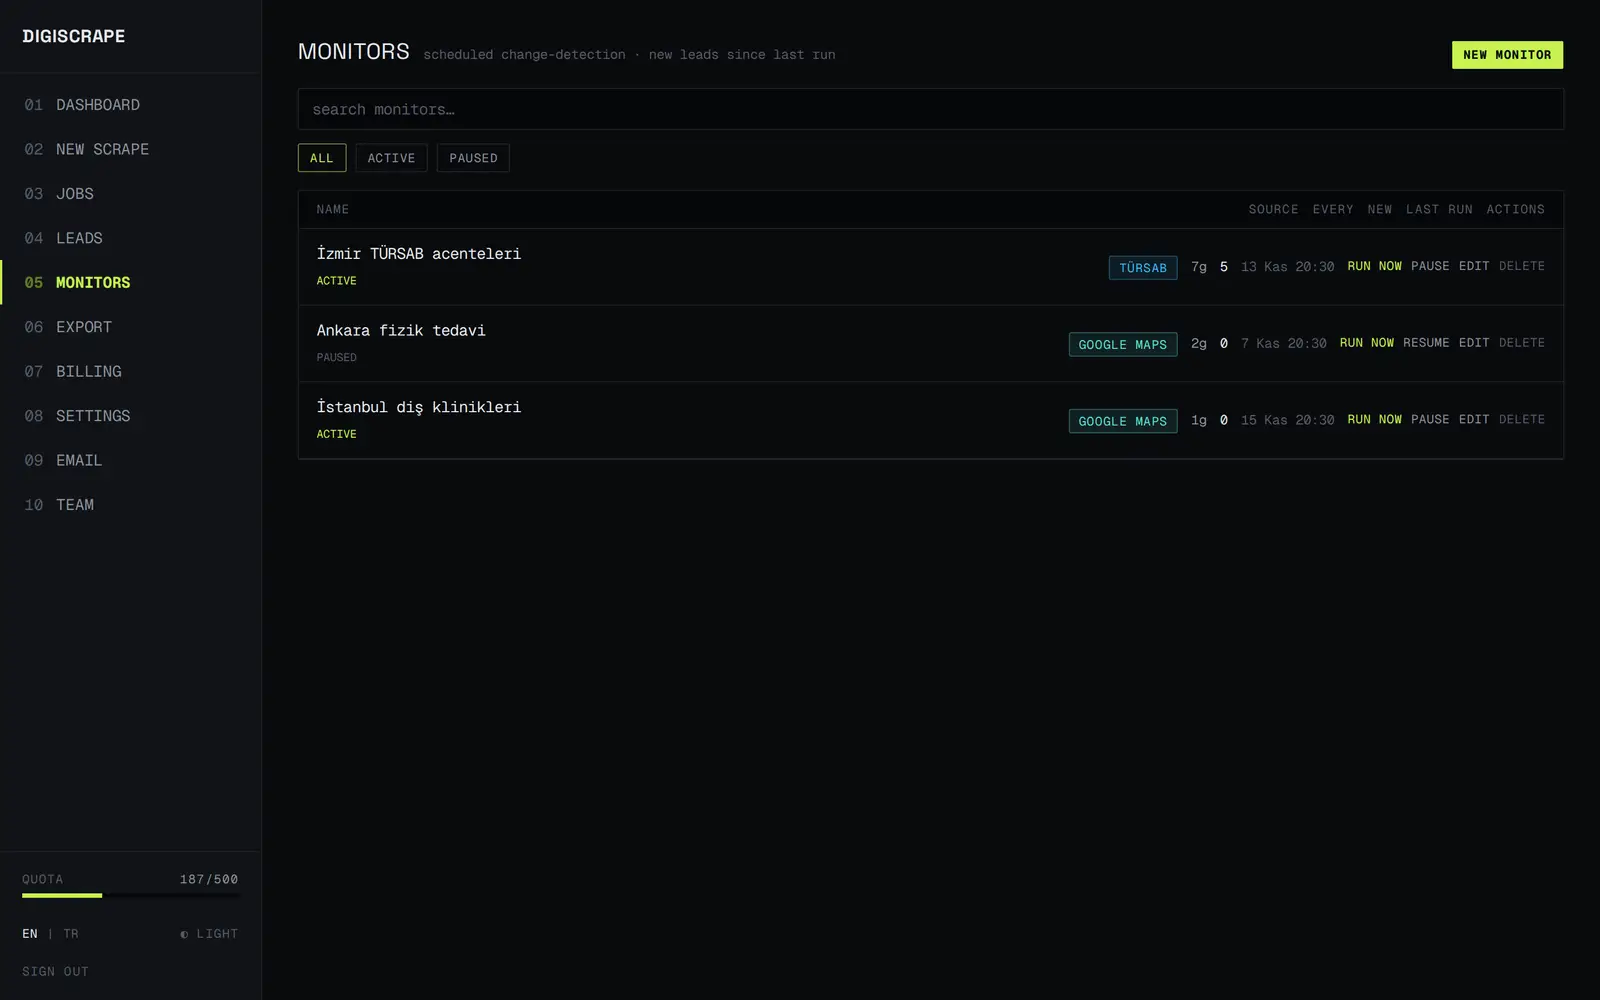 DIGISCRAPE
01 DASHBOARD
02 NEW SCRAPE
03 JOBS
04 LEADS
05 MONITORS
06 EXPORT
07 BILLING
08 SETTINGS
09 EMAIL
10 TEAM
QUOTA 187/500
EN | TR ◐ LIGHT
SIGN OUT
MONITORS scheduled change-detection · new leads since last run
NEW MONITOR
search monitors…
ALL ACTIVE PAUSED
NAME SOURCE EVERY NEW LAST RUN ACTIONS
İzmir TÜRSAB acenteleri
ACTIVE
TÜRSAB 7g 5 13 Kas 20:30 RUN NOW PAUSE EDIT DELETE
Ankara fizik tedavi
PAUSED
GOOGLE MAPS 2g 0 7 Kas 20:30 RUN NOW RESUME EDIT DELETE
İstanbul diş klinikleri
ACTIVE
GOOGLE MAPS 1g 0 15 Kas 20:30 RUN NOW PAUSE EDIT DELETE